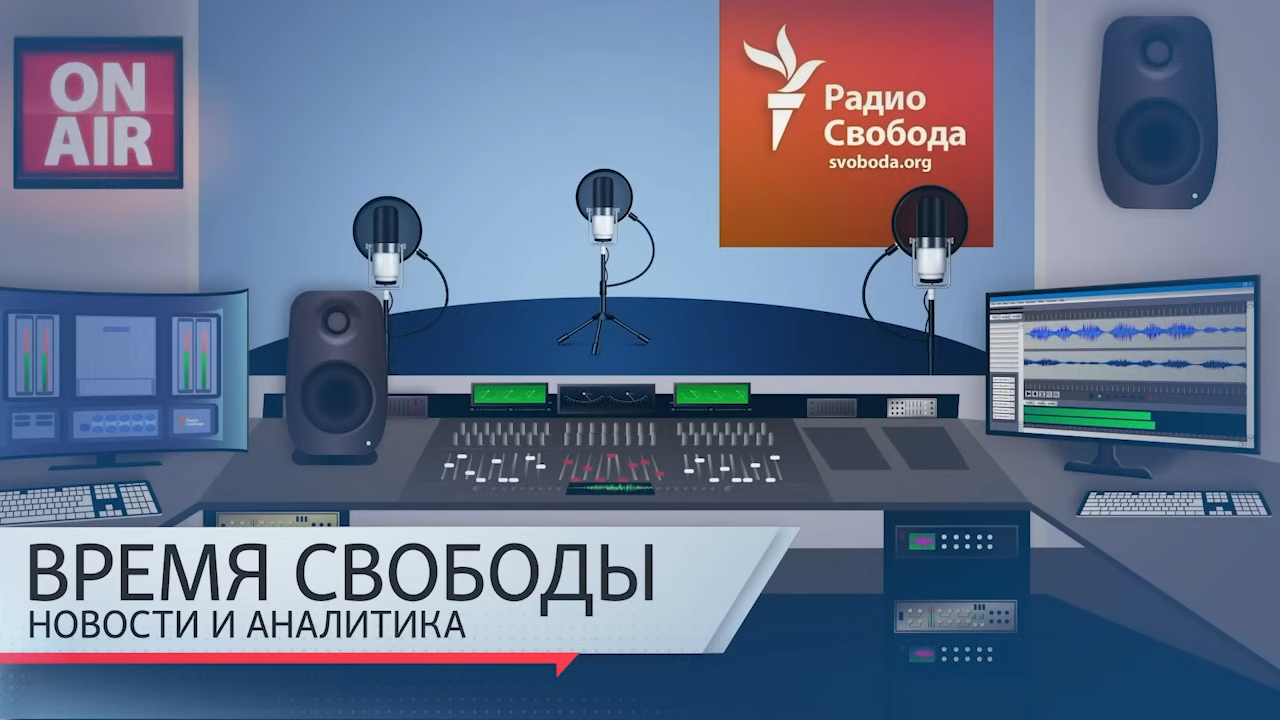 ON
AIR
Радио
Свобода
svoboda.org
ВРЕМЯ СВОБОДЫ
НОВОСТИ И АНАЛИТИКА